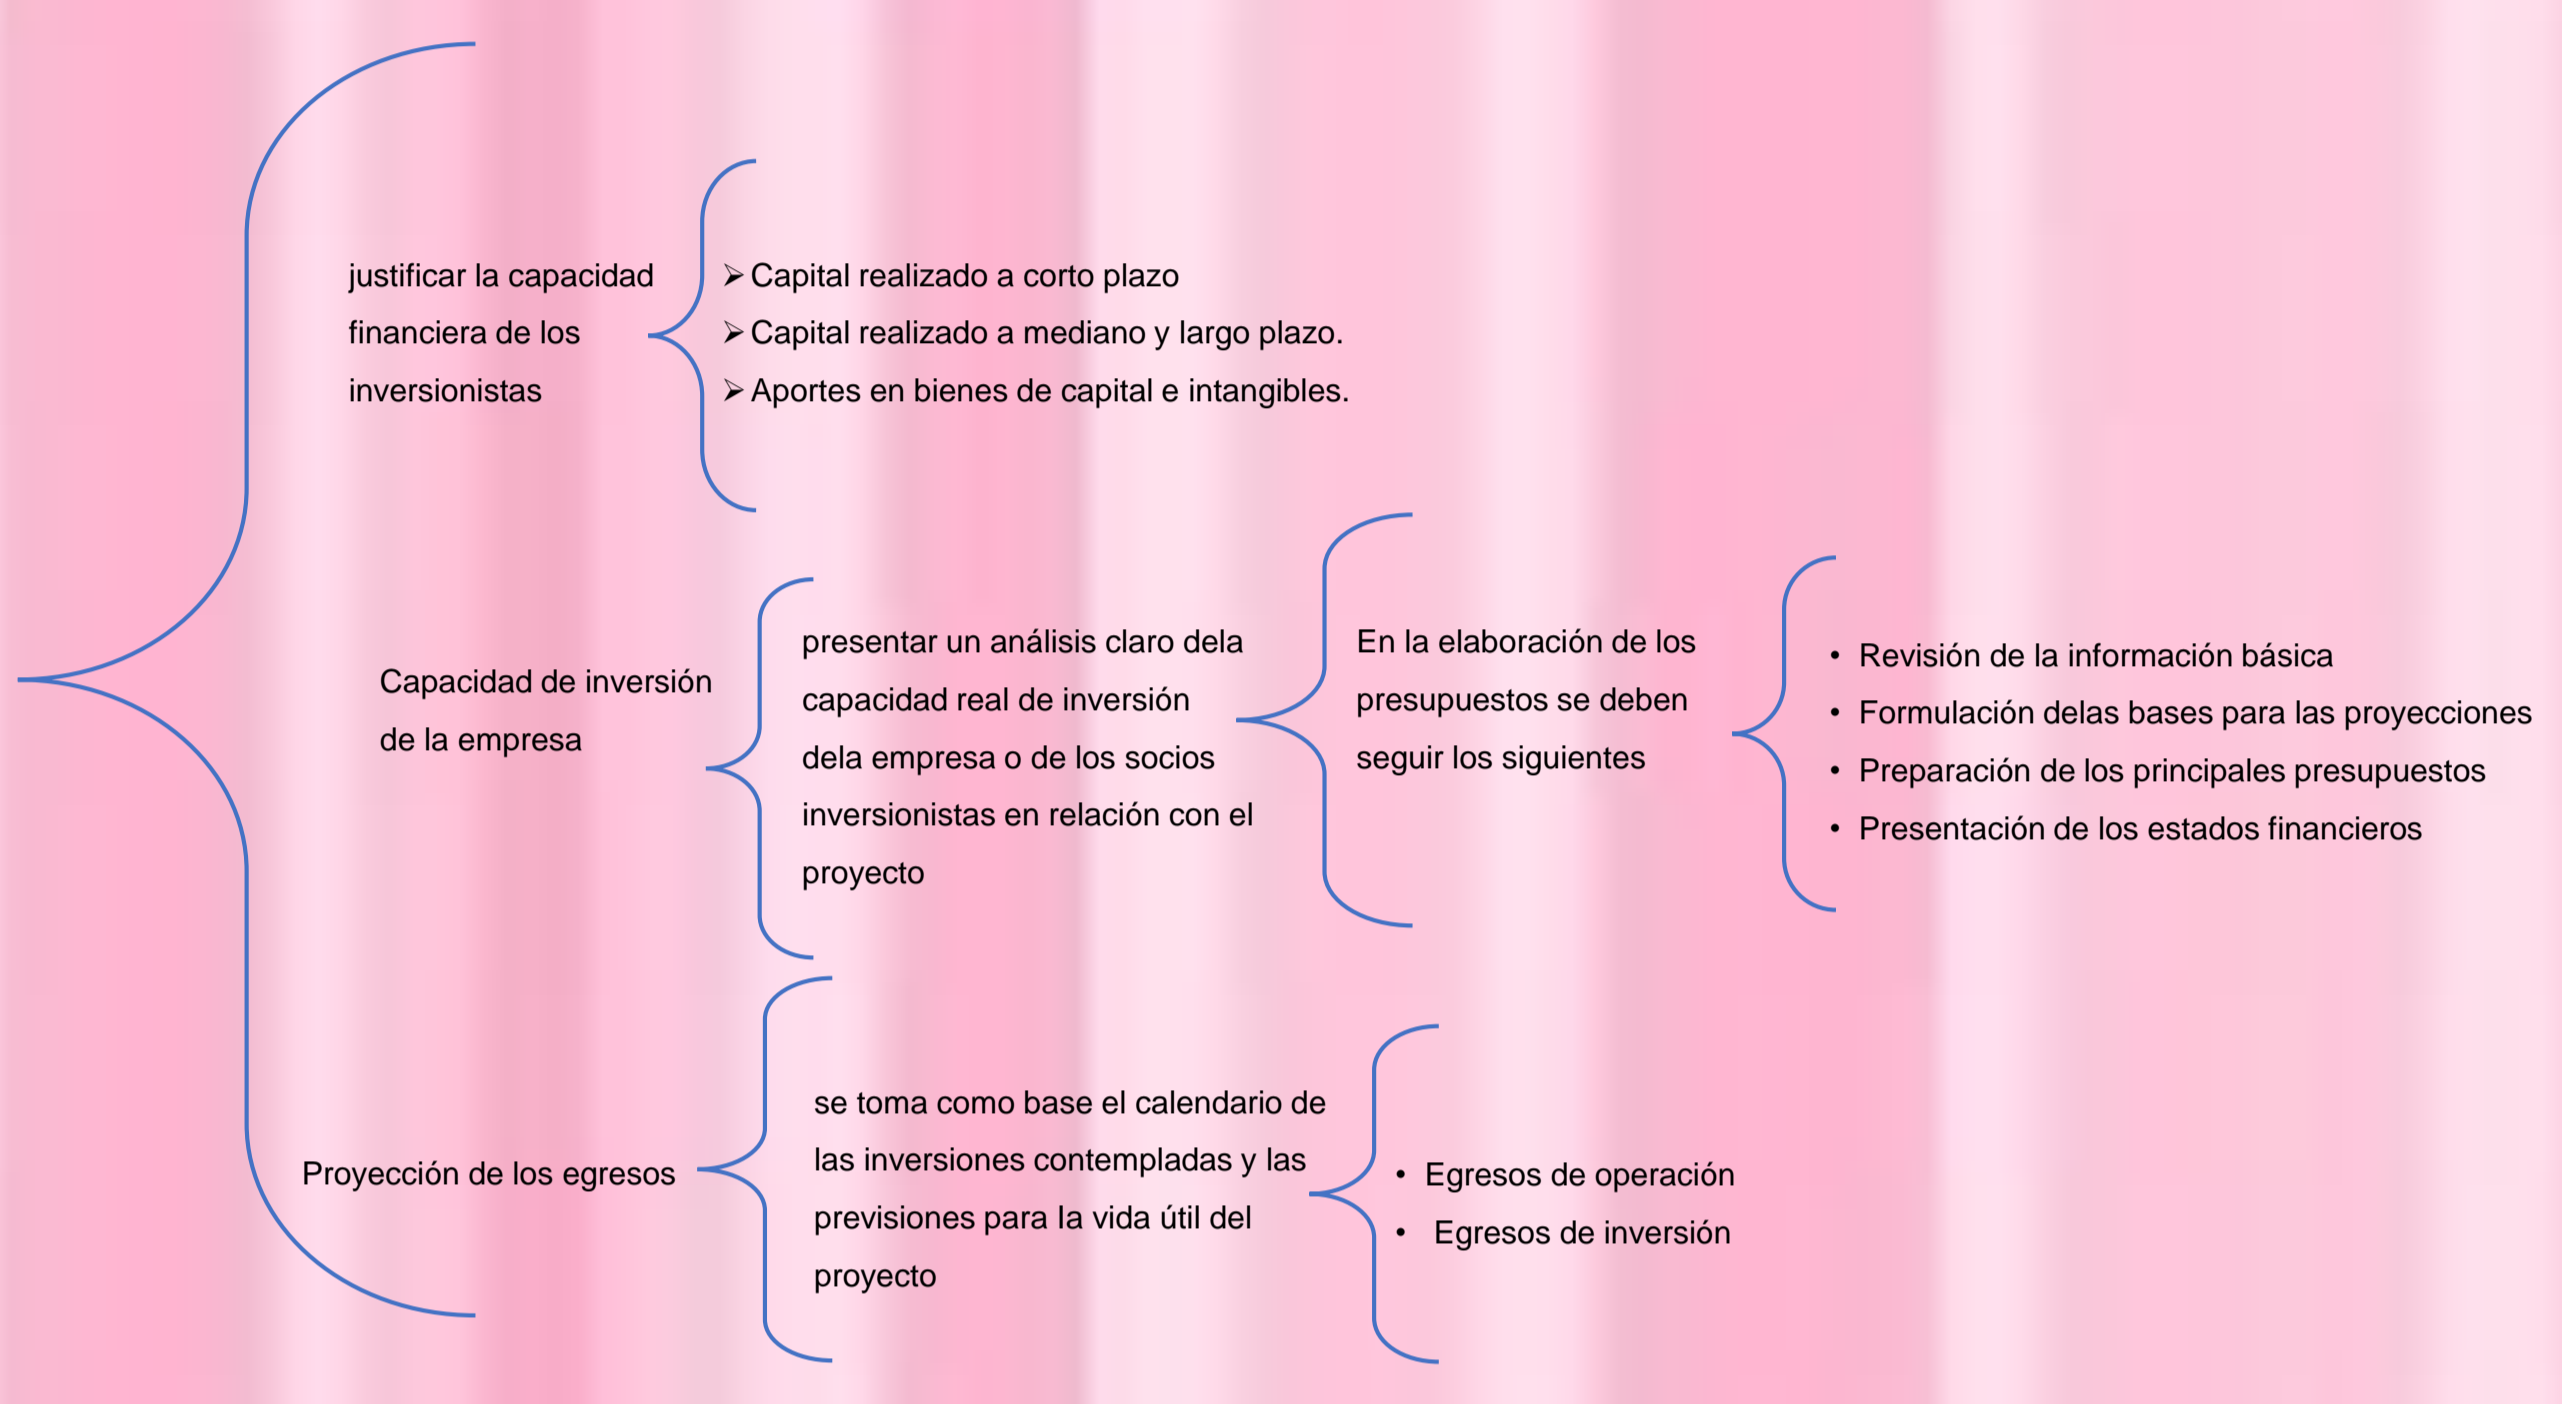 justificar la capacidad
financiera de los
inversionistas
➢ Capital realizado a corto plazo
➢ Capital realizado a mediano y largo plazo.
➢ Aportes en bienes de capital e intangibles.
Capacidad de inversión
de la empresa
presentar un análisis claro dela
capacidad real de inversión
dela empresa o de los socios
inversionistas en relación con el
proyecto
En la elaboración de los
presupuestos se deben
seguir los siguientes
• Revisión de la información básica
• Formulación delas bases para las proyecciones
• Preparación de los principales presupuestos
• Presentación de los estados financieros
Proyección de los egresos
se toma como base el calendario de
las inversiones contempladas y las
previsiones para la vida útil del
proyecto
• Egresos de operación
• Egresos de inversión